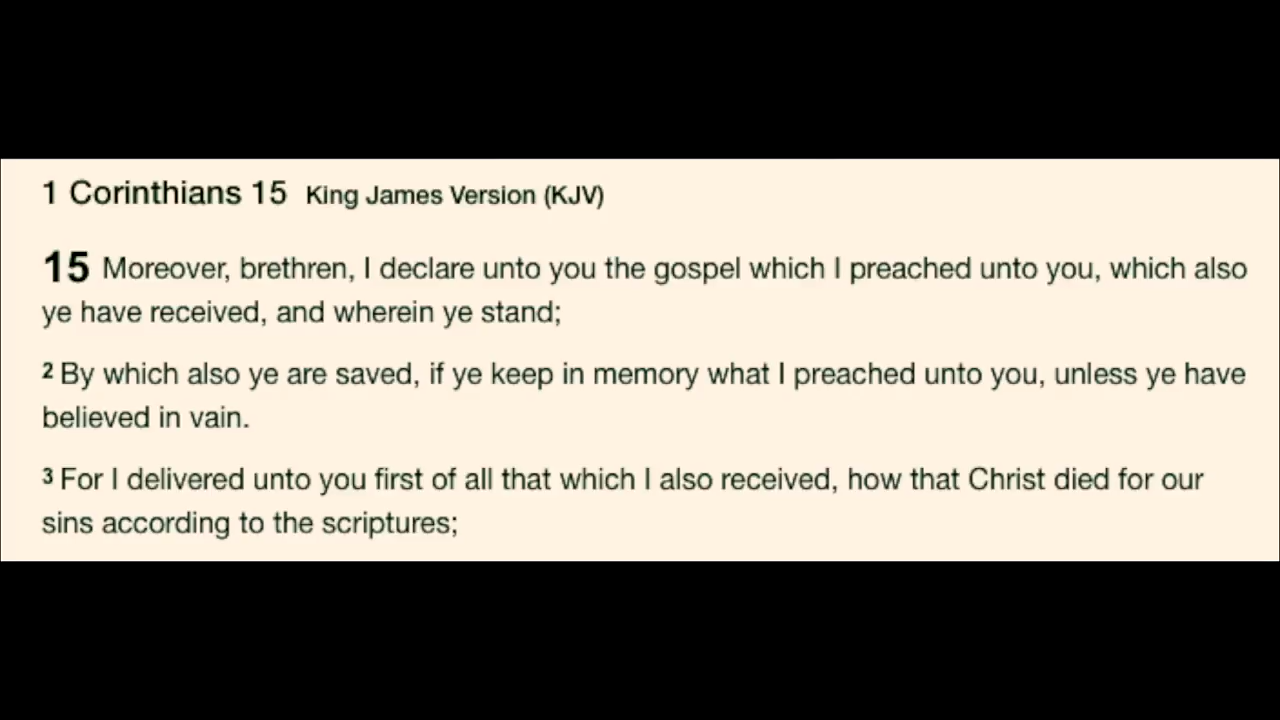 1 Corinthians 15 King James Version (KJV)
15 Moreover, brethren, I declare unto you the gospel which I preached unto you, which also
ye have received, and wherein ye stand;
2 By which also ye are saved, if ye keep in memory what I preached unto you, unless ye have
believed in vain.
3 For I delivered unto you first of all that which I also received, how that Christ died for our
sins according to the scriptures;